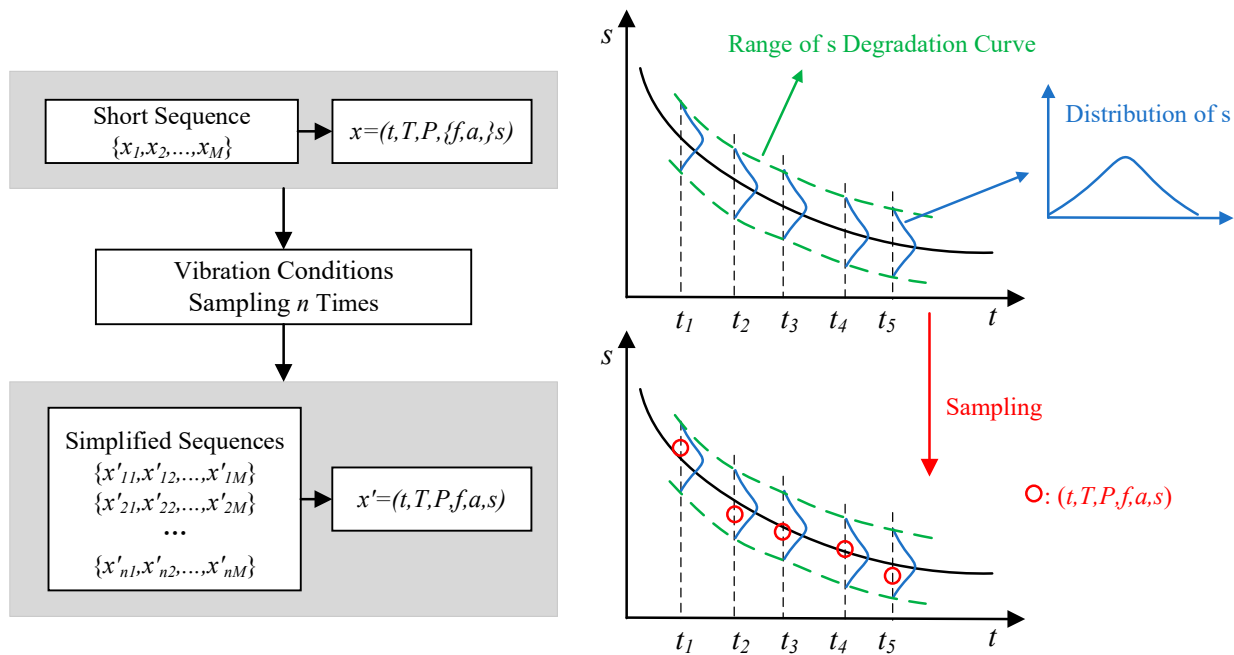 Short Sequence
{x1,x2,...,xM}
x=(t,T,P,{f,a,}s)
Vibration Conditions
Sampling n Times
Simplified Sequences
{x'11,x'12,...,x'1M}
{x'21,x'22,...,x'2M}
...
{x'n1,x'n2,...,x'nM}
x'=(t,T,P,f,a,s)
s
Range of s Degradation Curve
Distribution of s
t1 t2 t3 t4 t5 t
Sampling
s
O: (t,T,P,f,a,s)
t1 t2 t3 t4 t5 t